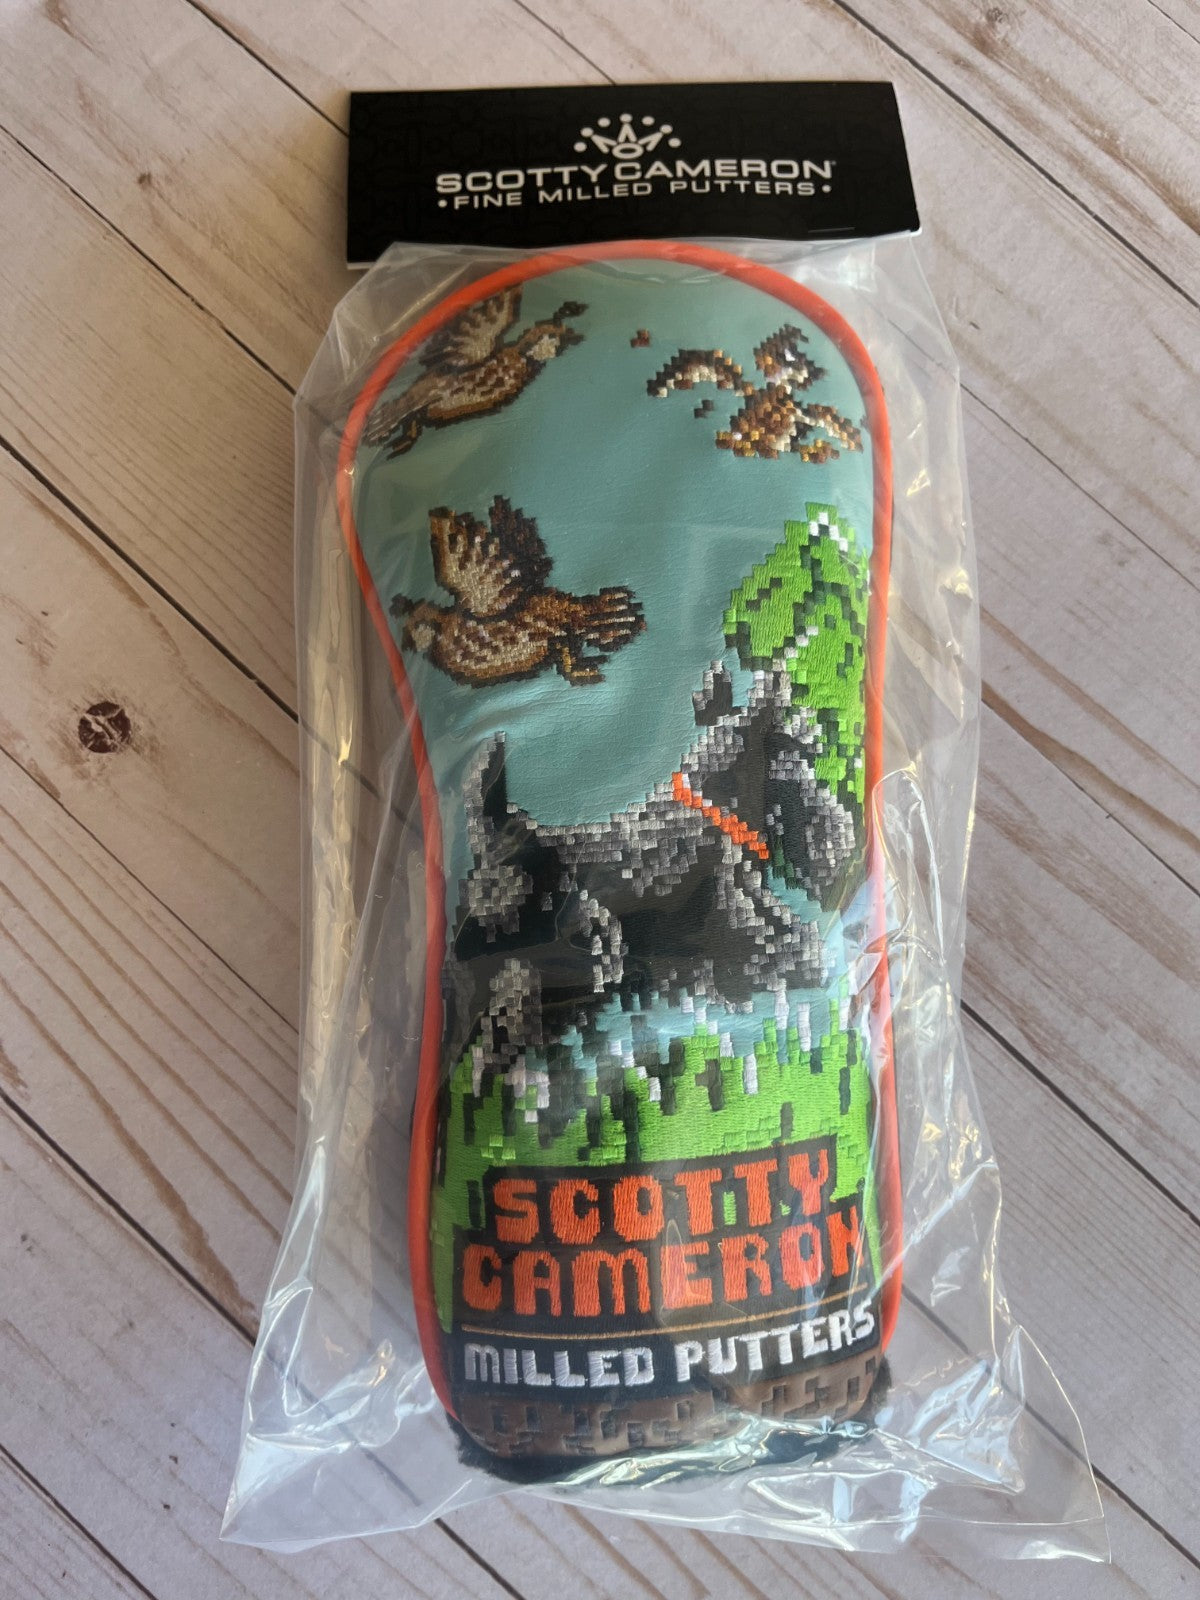 SCOTTY CAMERON
• FINE MILLED PUTTERS •
SCOTTY
CAMERON
MILLED PUTTERS